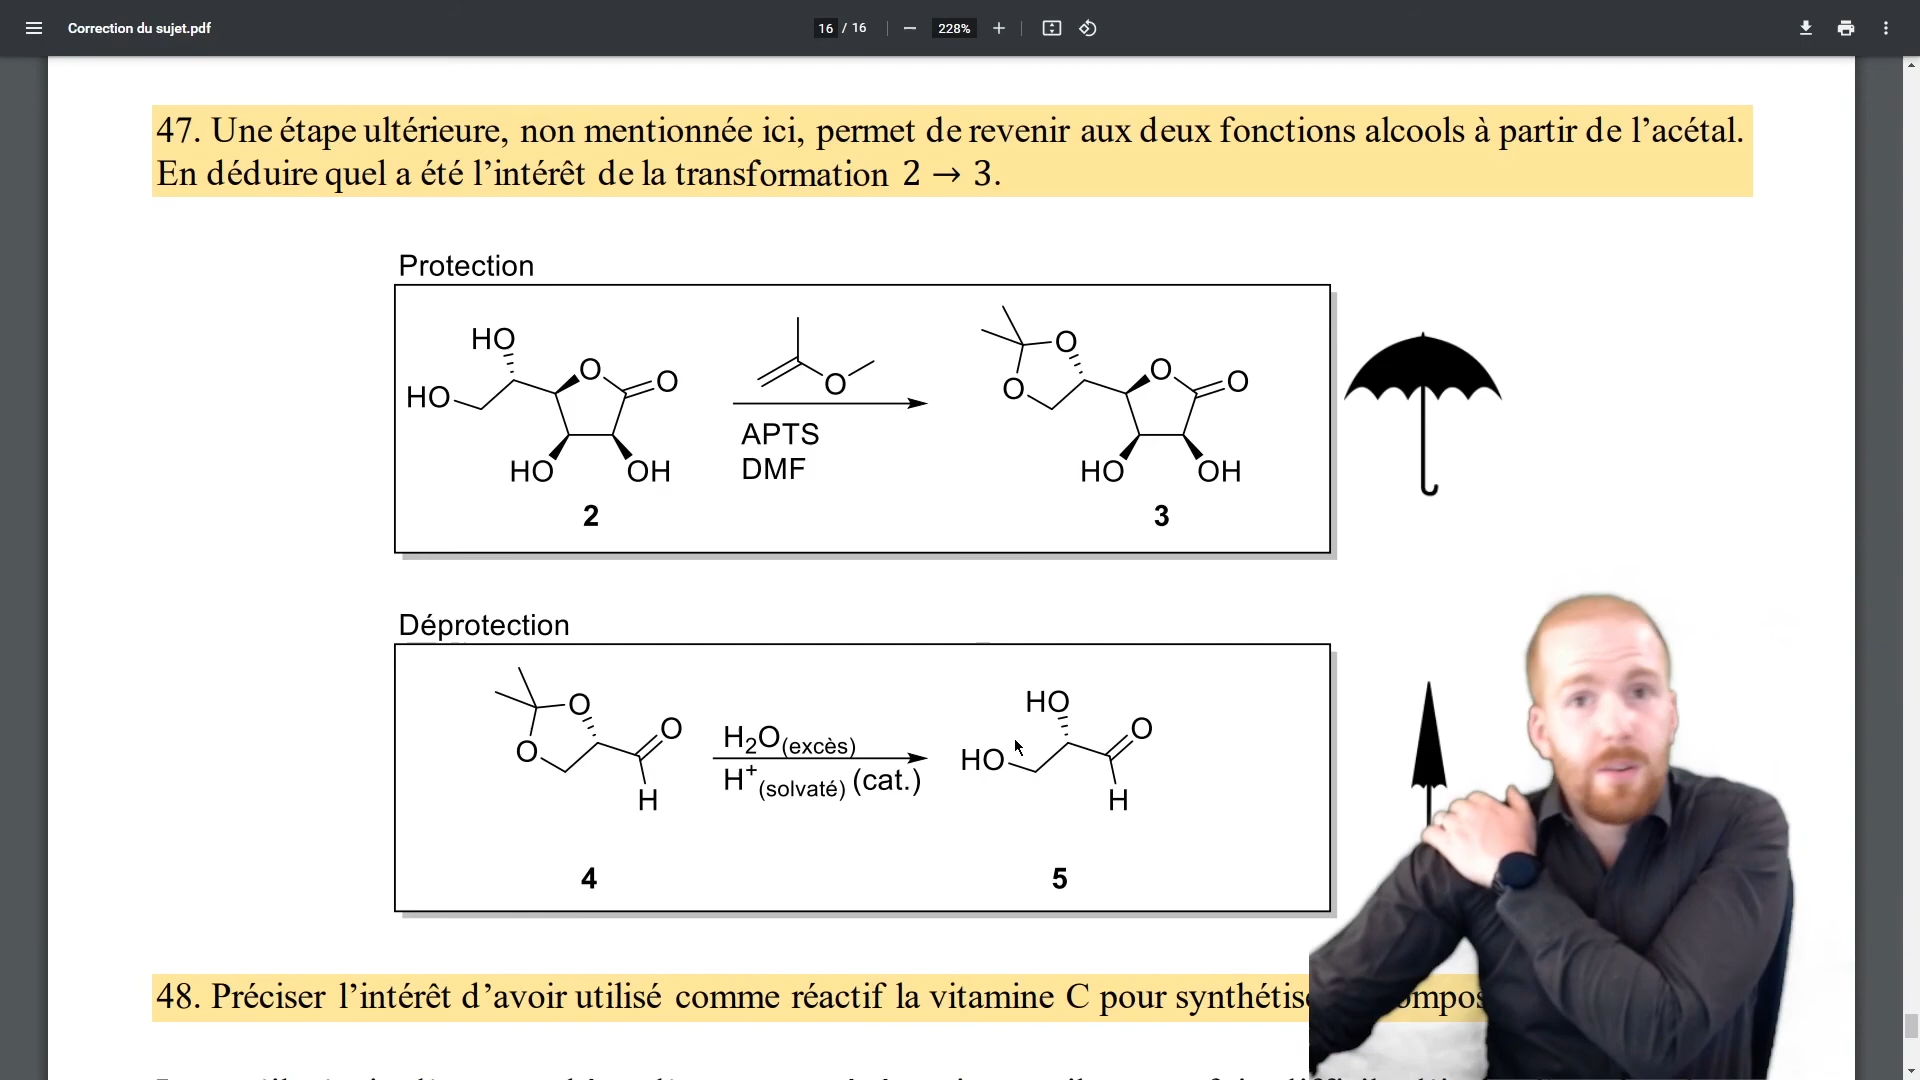 Correction du sujet.pdf
16 / 16
228%
47. Une étape ultérieure, non mentionnée ici, permet de revenir aux deux fonctions alcools à partir de l’acétal.
En déduire quel a été l’intérêt de la transformation 2 → 3.
Protection
HO
HO
O
O
HO
OH
2
O
APTS
DMF
O
O
O
O
HO
OH
3
Déprotection
O
O
O
H
4
H₂O(excès)
H⁺(solvaté) (cat.)
HO
HO
O
H
5
48. Préciser l’intérêt d’avoir utilisé comme réactif la vitamine C pour